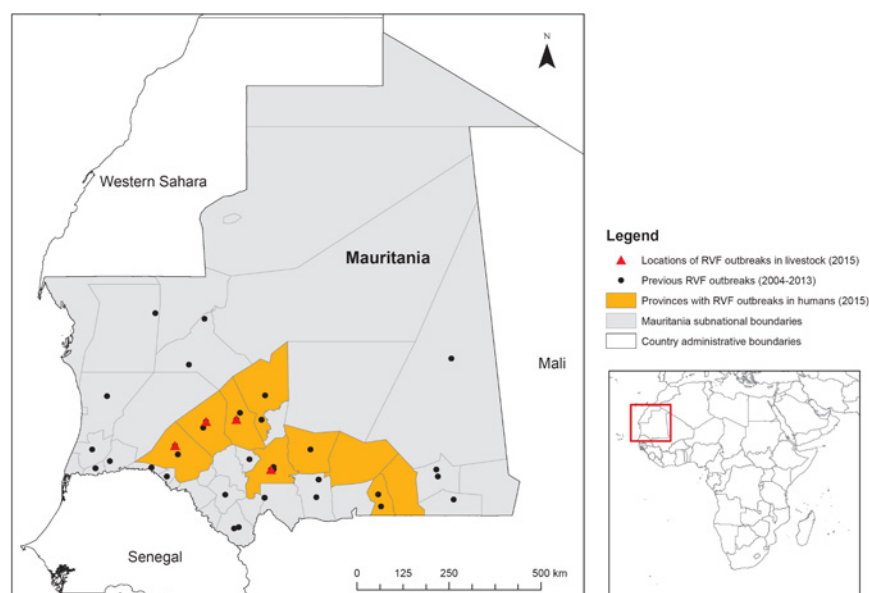 N
Western Sahara
Mauritania
Mali
Senegal
0 125 250 500 km
Legend
Locations of RVF outbreaks in livestock (2015)
Previous RVF outbreaks (2004-2013)
Provinces with RVF outbreaks in humans (2015)
Mauritania subnational boundaries
Country administrative boundaries